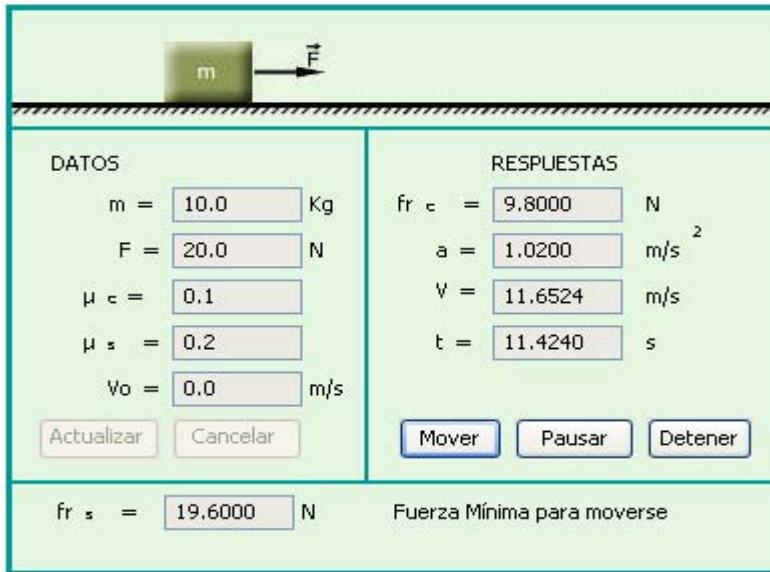 m
F
DATOS
m = 10.0 Kg
F = 20.0 N
μ c = 0.1
μ s = 0.2
Vo = 0.0 m/s
Actualizar Cancelar
RESPUESTAS
fr c = 9.8000 N
a = 1.0200 m/s 2
V = 11.6524 m/s
t = 11.4240 s
Mover Pausar Detener
fr s = 19.6000 N Fuerza Mínima para moverse